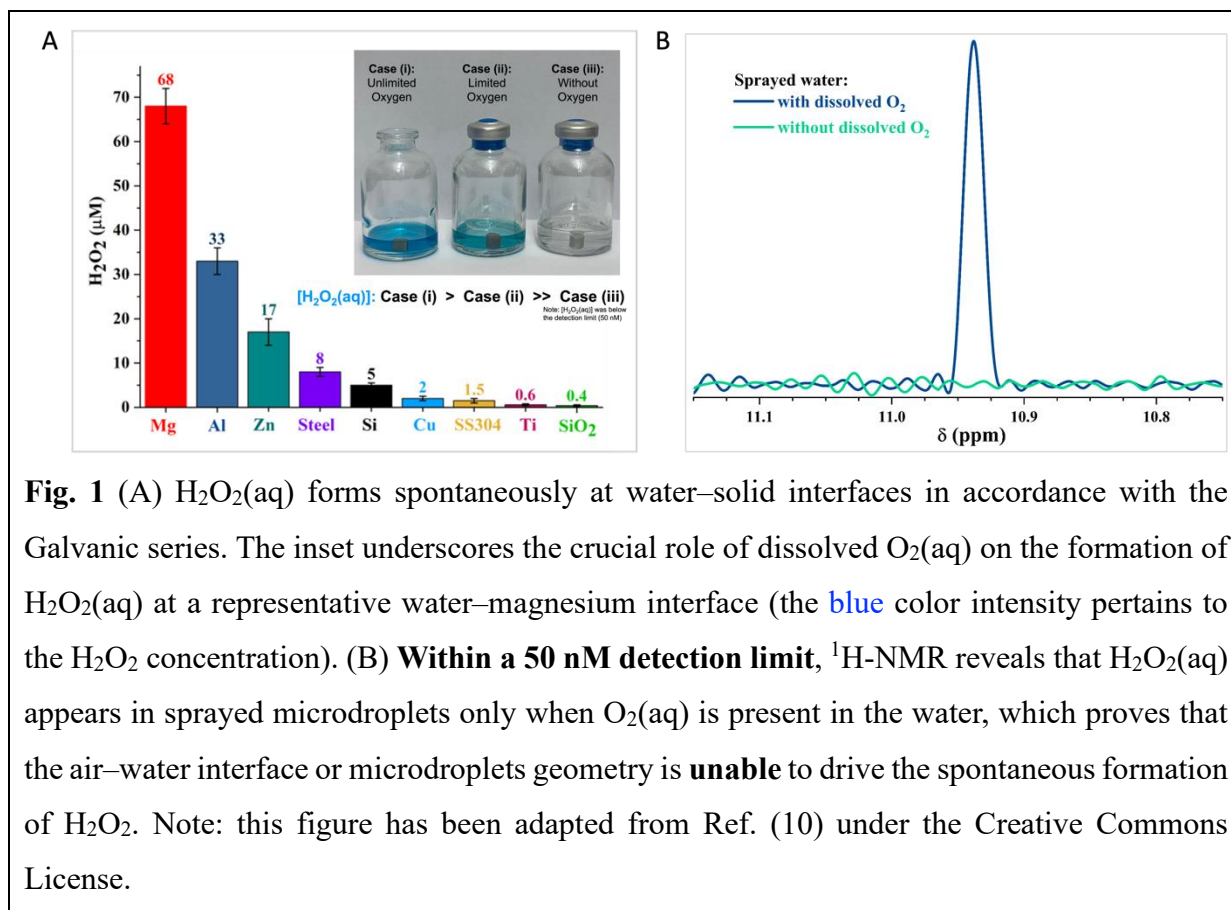 A
68
70
60
50
40
30
20
10
0
H₂O₂ (µM)
33
17
8
5
2
1.5
0.6
0.4
Mg Al Zn Steel Si Cu SS304 Ti SiO₂
Case (i):
Unlimited
Oxygen
Case (ii):
Limited
Oxygen
Case (iii):
Without
Oxygen
[H₂O₂(aq)]: Case (i) > Case (ii) >> Case (iii)
Note: [H₂O₂(aq)] was below
the detection limit (50 nM)
B
Sprayed water:
with dissolved O₂
without dissolved O₂
11.1 11.0 10.9 10.8
δ (ppm)
Fig. 1 (A) H₂O₂(aq) forms spontaneously at water–solid interfaces in accordance with the
Galvanic series. The inset underscores the crucial role of dissolved O₂(aq) on the formation of
H₂O₂(aq) at a representative water–magnesium interface (the blue color intensity pertains to
the H₂O₂ concentration). (B) Within a 50 nM detection limit, ¹H-NMR reveals that H₂O₂(aq)
appears in sprayed microdroplets only when O₂(aq) is present in the water, which proves that
the air–water interface or microdroplets geometry is unable to drive the spontaneous formation
of H₂O₂. Note: this figure has been adapted from Ref. (10) under the Creative Commons
License.